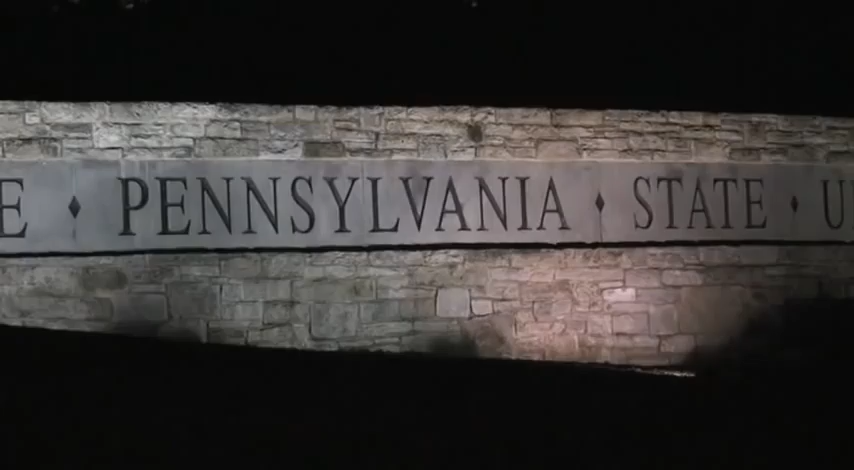 E ♦ PENNSYLVANIA ♦ STATE ♦ U